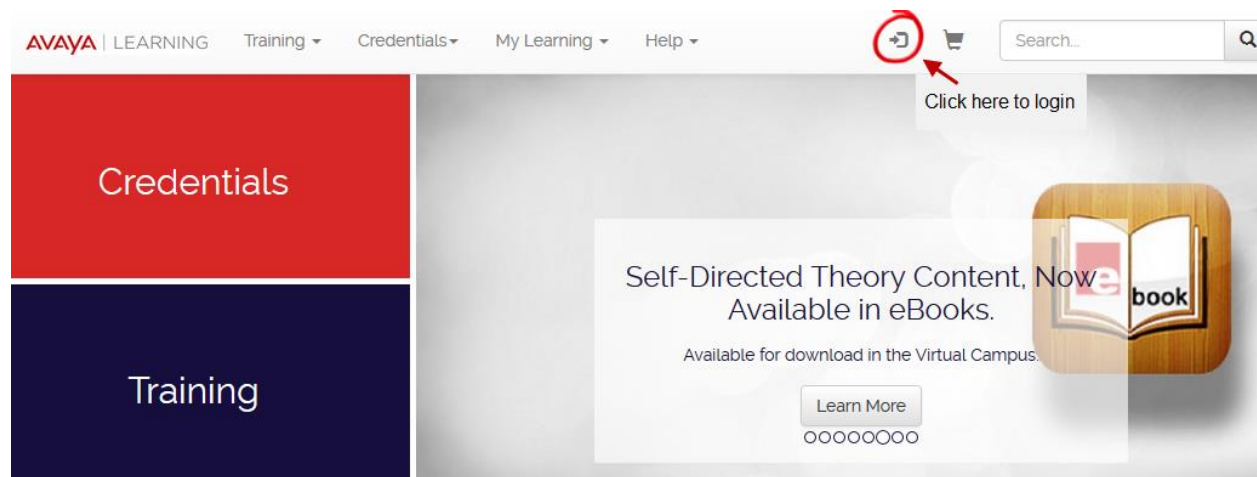 AVAYA | LEARNING Training Credentials My Learning Help Search...
Click here to login
Credentials
Self-Directed Theory Content, Now
Available in eBooks.
Available for download in the Virtual Campus.
Learn More
e book
Training